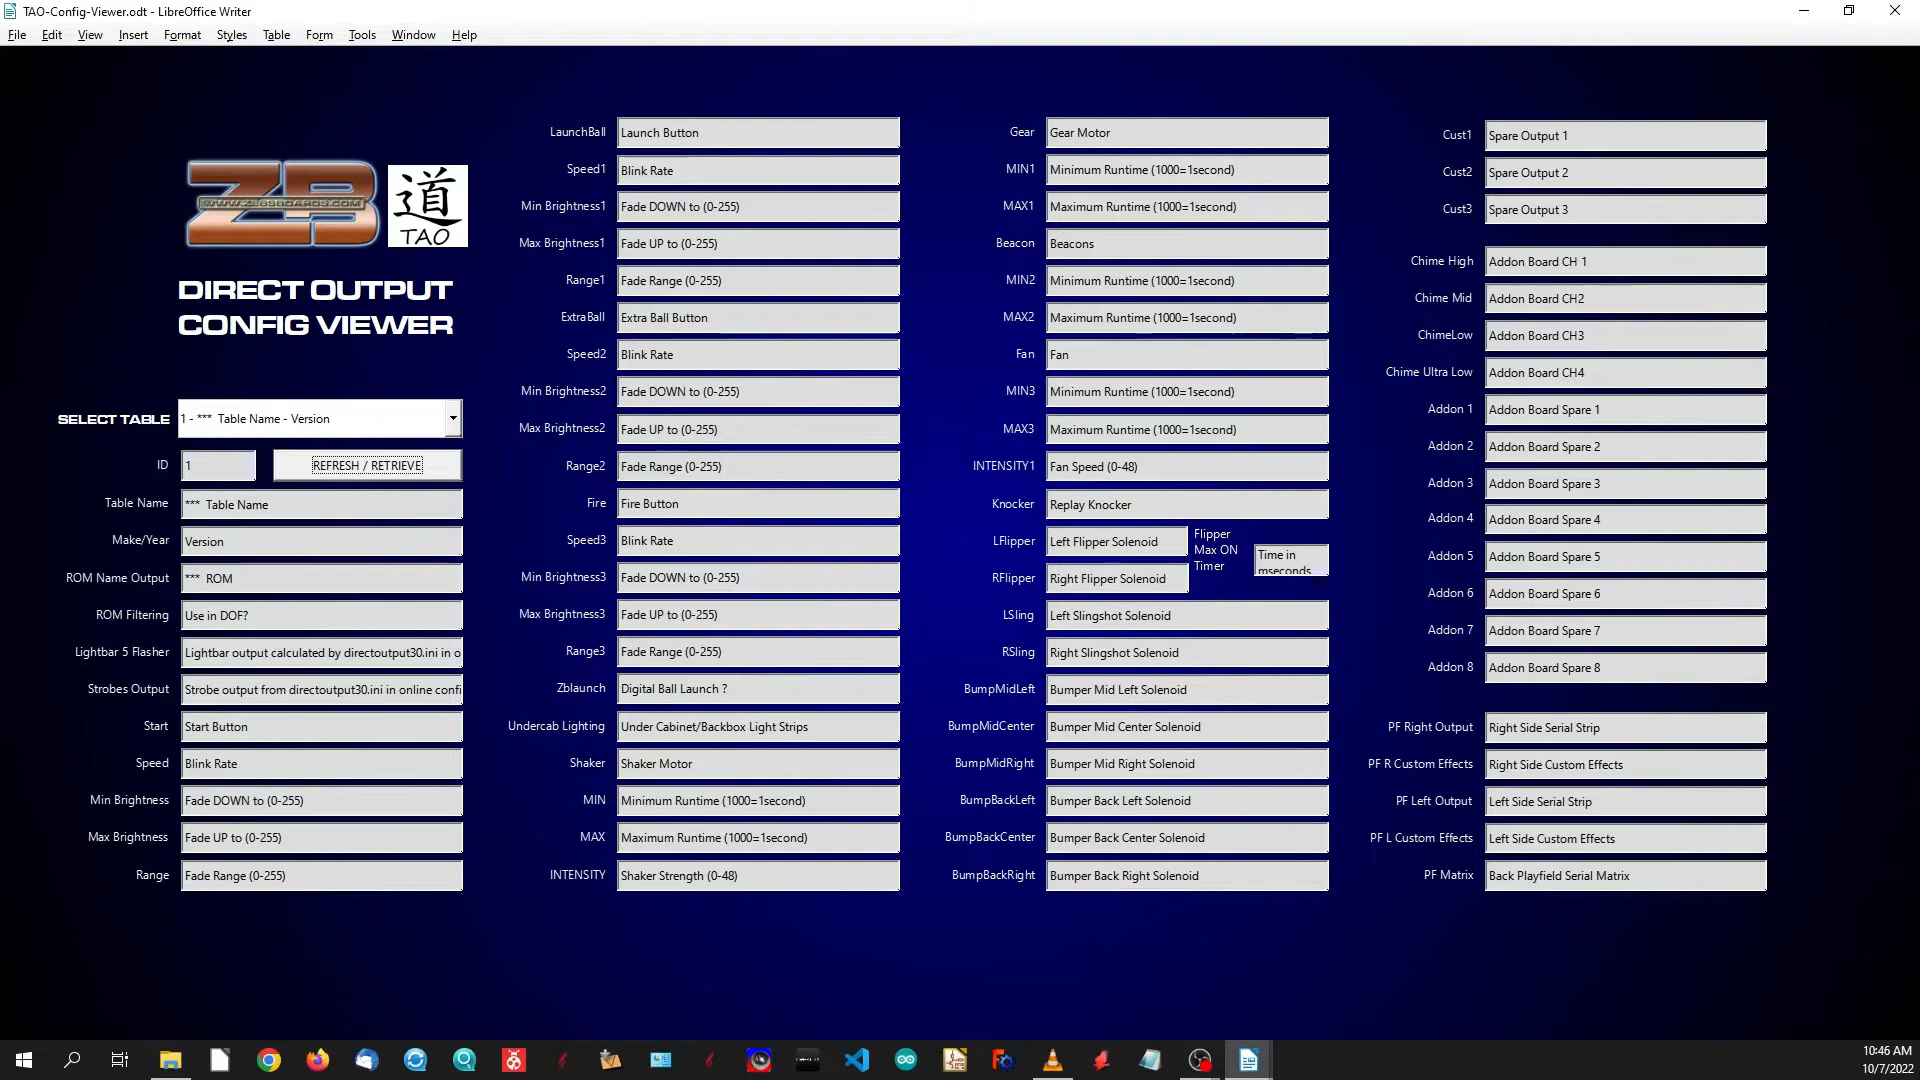 TAO-Config-Viewer.odt - LibreOffice Writer
File Edit View Insert Format Styles Table Form Tools Window Help
ZB
WWW.ZEBSBOARDS.COM
道
TAO
DIRECT OUTPUT
CONFIG VIEWER
SELECT TABLE 1 - *** Table Name - Version
ID 1 REFRESH / RETRIEVE
Table Name *** Table Name
Make/Year Version
ROM Name Output *** ROM
ROM Filtering Use in DOF?
Lightbar 5 Flasher Lightbar output calculated by directoutput30.ini in o
Strobes Output Strobe output from directoutput30.ini in online confi
Start Start Button
Speed Blink Rate
Min Brightness Fade DOWN to (0-255)
Max Brightness Fade UP to (0-255)
Range Fade Range (0-255)
LaunchBall Launch Button
Speed1 Blink Rate
Min Brightness1 Fade DOWN to (0-255)
Max Brightness1 Fade UP to (0-255)
Range1 Fade Range (0-255)
ExtraBall Extra Ball Button
Speed2 Blink Rate
Min Brightness2 Fade DOWN to (0-255)
Max Brightness2 Fade UP to (0-255)
Range2 Fade Range (0-255)
Fire Fire Button
Speed3 Blink Rate
Min Brightness3 Fade DOWN to (0-255)
Max Brightness3 Fade UP to (0-255)
Range3 Fade Range (0-255)
Zblaunch Digital Ball Launch ?
Undercab Lighting Under Cabinet/Backbox Light Strips
Shaker Shaker Motor
MIN Minimum Runtime (1000=1second)
MAX Maximum Runtime (1000=1second)
INTENSITY Shaker Strength (0-48)
Gear Gear Motor
MIN1 Minimum Runtime (1000=1second)
MAX1 Maximum Runtime (1000=1second)
Beacon Beacons
MIN2 Minimum Runtime (1000=1second)
MAX2 Maximum Runtime (1000=1second)
Fan Fan
MIN3 Minimum Runtime (1000=1second)
MAX3 Maximum Runtime (1000=1second)
INTENSITY1 Fan Speed (0-48)
Knocker Replay Knocker
LFlipper Left Flipper Solenoid
RFlipper Right Flipper Solenoid
Flipper
Max ON
Timer
Time in
mseconds
LSling Left Slingshot Solenoid
RSling Right Slingshot Solenoid
BumpMidLeft Bumper Mid Left Solenoid
BumpMidCenter Bumper Mid Center Solenoid
BumpMidRight Bumper Mid Right Solenoid
BumpBackLeft Bumper Back Left Solenoid
BumpBackCenter Bumper Back Center Solenoid
BumpBackRight Bumper Back Right Solenoid
Cust1 Spare Output 1
Cust2 Spare Output 2
Cust3 Spare Output 3
Chime High Addon Board CH 1
Chime Mid Addon Board CH2
ChimeLow Addon Board CH3
Chime Ultra Low Addon Board CH4
Addon 1 Addon Board Spare 1
Addon 2 Addon Board Spare 2
Addon 3 Addon Board Spare 3
Addon 4 Addon Board Spare 4
Addon 5 Addon Board Spare 5
Addon 6 Addon Board Spare 6
Addon 7 Addon Board Spare 7
Addon 8 Addon Board Spare 8
PF Right Output Right Side Serial Strip
PF R Custom Effects Right Side Custom Effects
PF Left Output Left Side Serial Strip
PF L Custom Effects Left Side Custom Effects
PF Matrix Back Playfield Serial Matrix
10:46 AM
10/7/2022